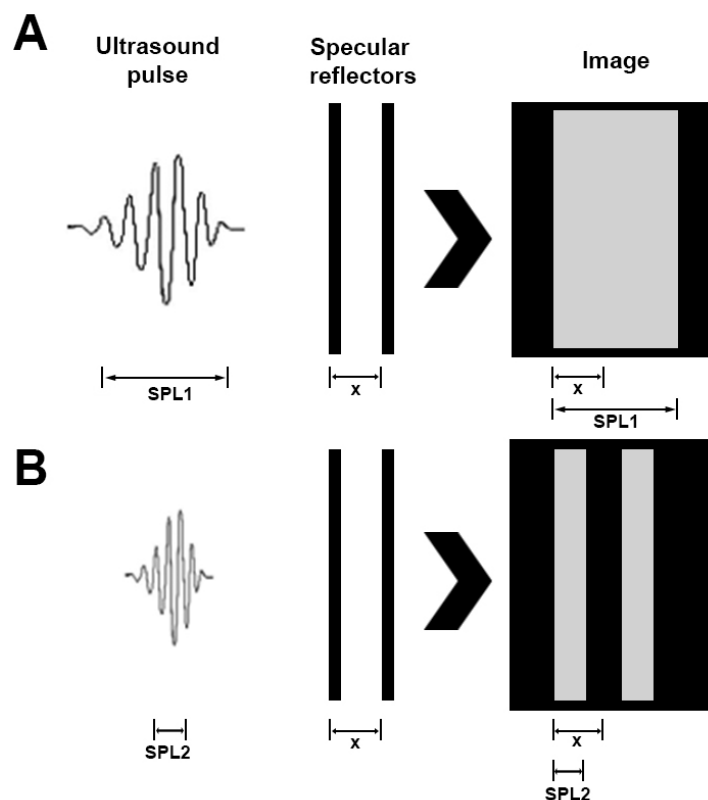 A
Ultrasound
pulse
Specular
reflectors
Image
SPL1
x
x
SPL1
B
SPL2
x
x
SPL2